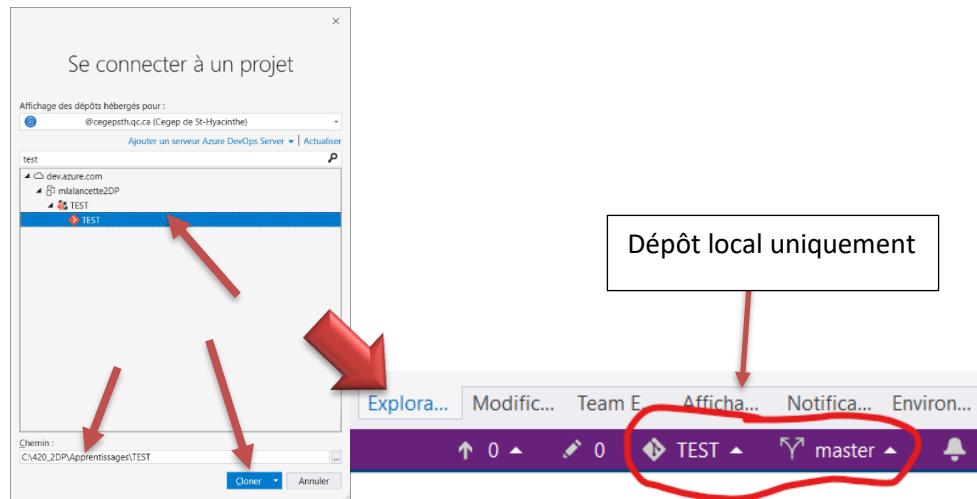 Se connecter à un projet
Affichage des dépôts hébergés pour :
@cegepsth.qc.ca (Cegep de St-Hyacinthe)
Ajouter un serveur Azure DevOps Server | Actualiser
test
dev.azure.com
mlalancette2DP
TEST
TEST
Chemin :
C:\420_2DP\Apprentissages\TEST
...
Cloner Annuler
Dépôt local uniquement
Explora... Modific... Team E... Afficha... Notifica... Environ...
0 0 TEST master